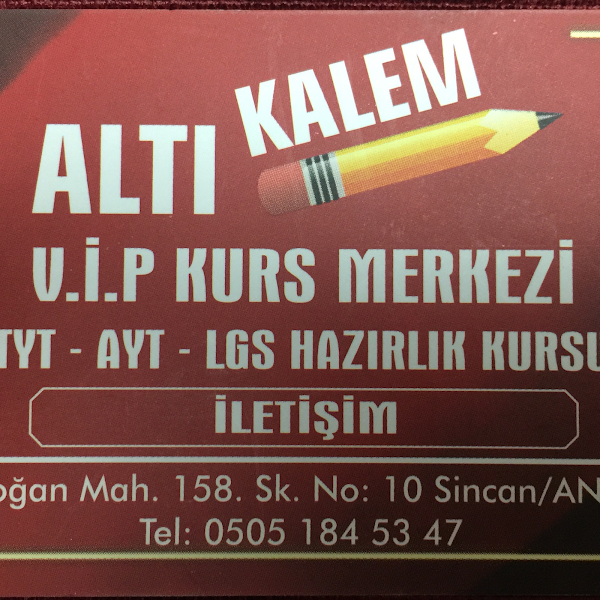 ALTI KALEM
V.İ.P KURS MERKEZİ
TYT - AYT - LGS HAZIRLIK KURSU
İLETİŞİM
Mah. 158. Sk. No: 10 Sincan/AN
Tel: 0505 184 53 47